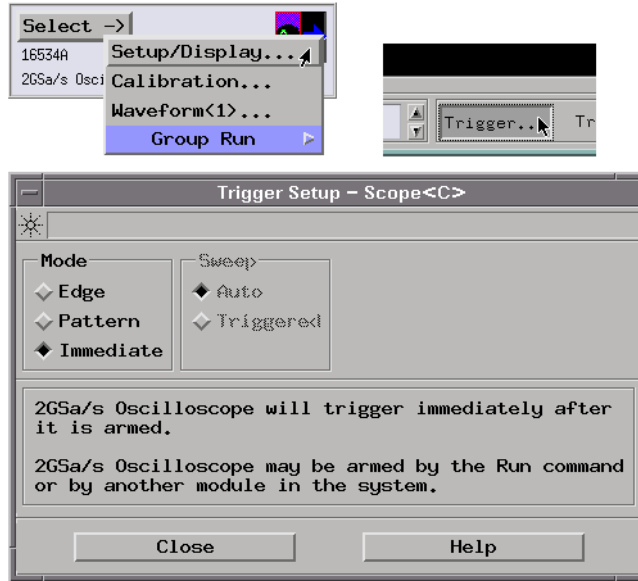 Select ->
16534A
2GSa/s Osci
Setup/Display...
Calibration...
Waveform<1>...
Group Run
Trigger..
Tr
Trigger Setup - Scope<C>
Mode
Edge
Pattern
Immediate
Sweep
Auto
Triggered
2GSa/s Oscilloscope will trigger immediately after
it is armed.
2GSa/s Oscilloscope may be armed by the Run command
or by another module in the system.
Close
Help